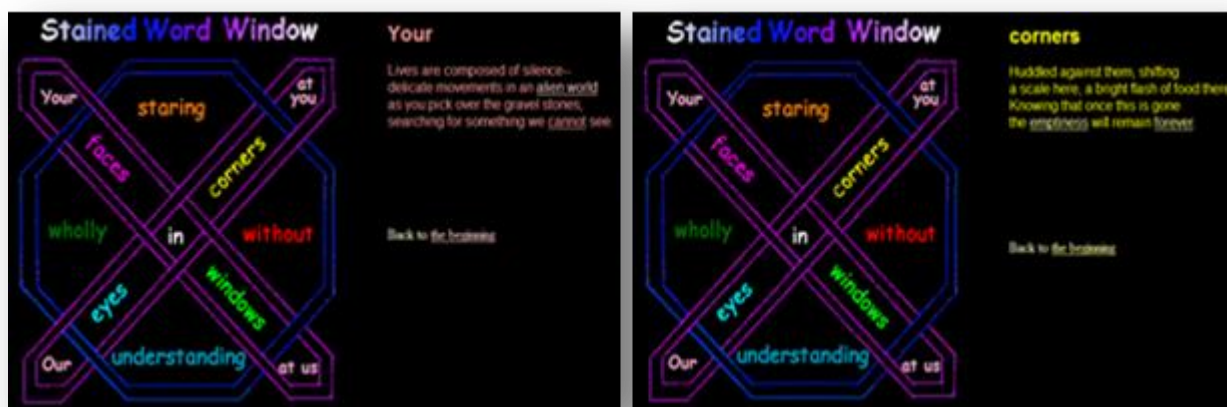 Stained Word Window
Your
at you
staring
faces
corners
wholly
in
without
eyes
windows
understanding
Our
at us
Your
Lives are composed of silence--
delicate movements in an alien world
as you pick over the gravel stones,
searching for something we cannot see.
Back to the beginning
Stained Word Window
Your
at you
staring
faces
corners
wholly
in
without
eyes
windows
understanding
Our
at us
corners
Huddled against them, shifting
a scale here, a bright flash of food there
Knowing that once this is gone
the emptiness will remain forever.
Back to the beginning